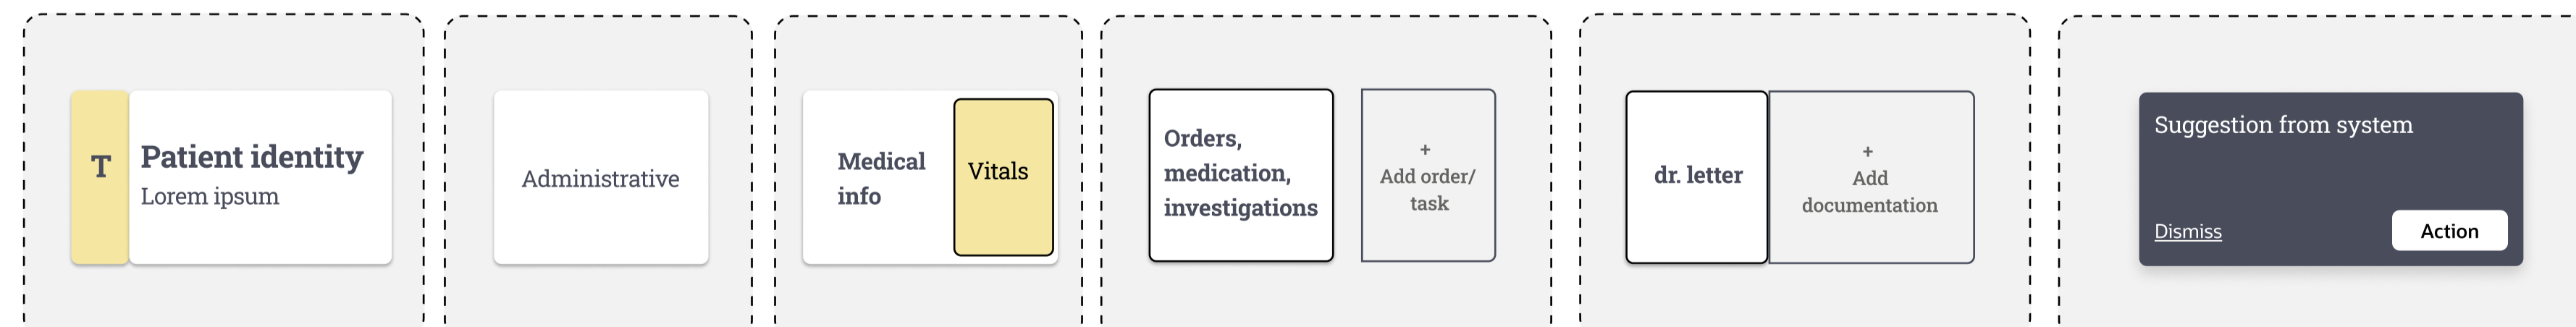 T
Patient identity
Lorem ipsum
Administrative
Medical
info
Vitals
Orders,
medication,
investigations
+
Add order/
task
dr. letter
+
Add
documentation
Suggestion from system
Dismiss
Action